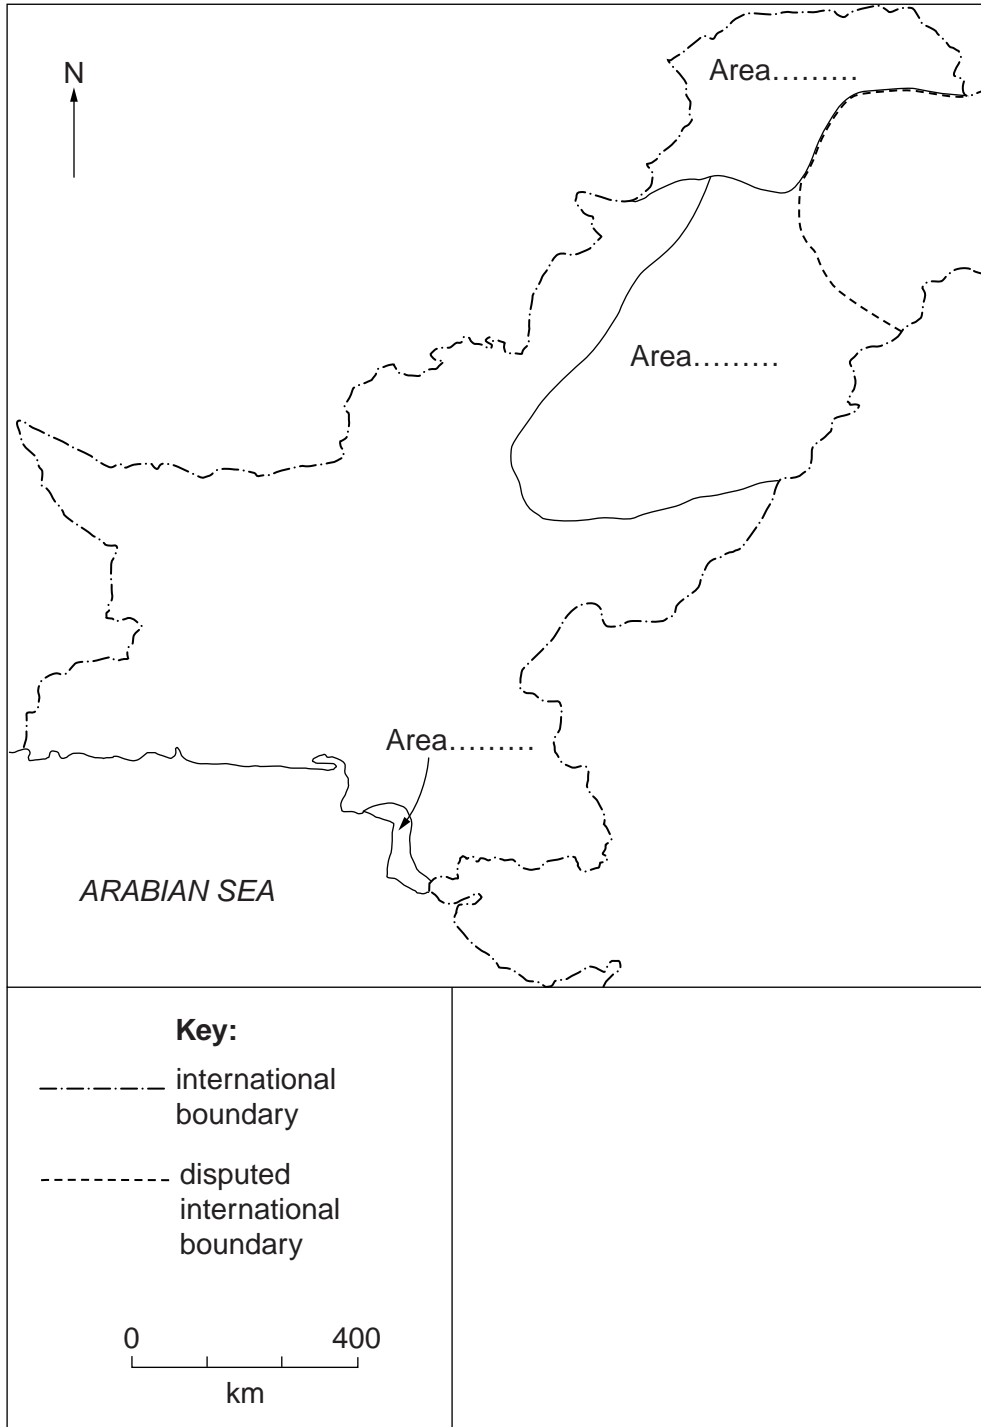 N
Area.........
Area.........
Area.........
ARABIAN SEA
Key:
international
boundary
disputed
international
boundary
0 400
km